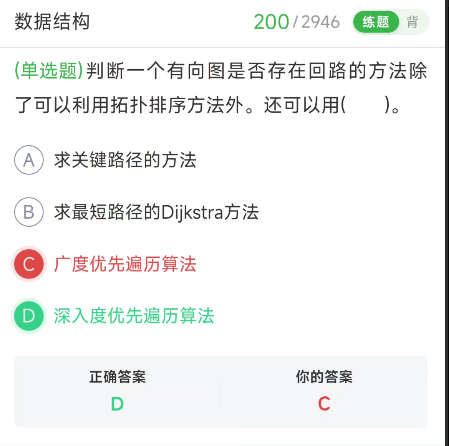 数据结构 200/2946 练题 背
(单选题)判断一个有向图是否存在回路的方法除
了可以利用拓扑排序方法外。还可以用( )。
A 求关键路径的方法
B 求最短路径的Dijkstra方法
C 广度优先遍历算法
D 深入度优先遍历算法
正确答案 你的答案
D C